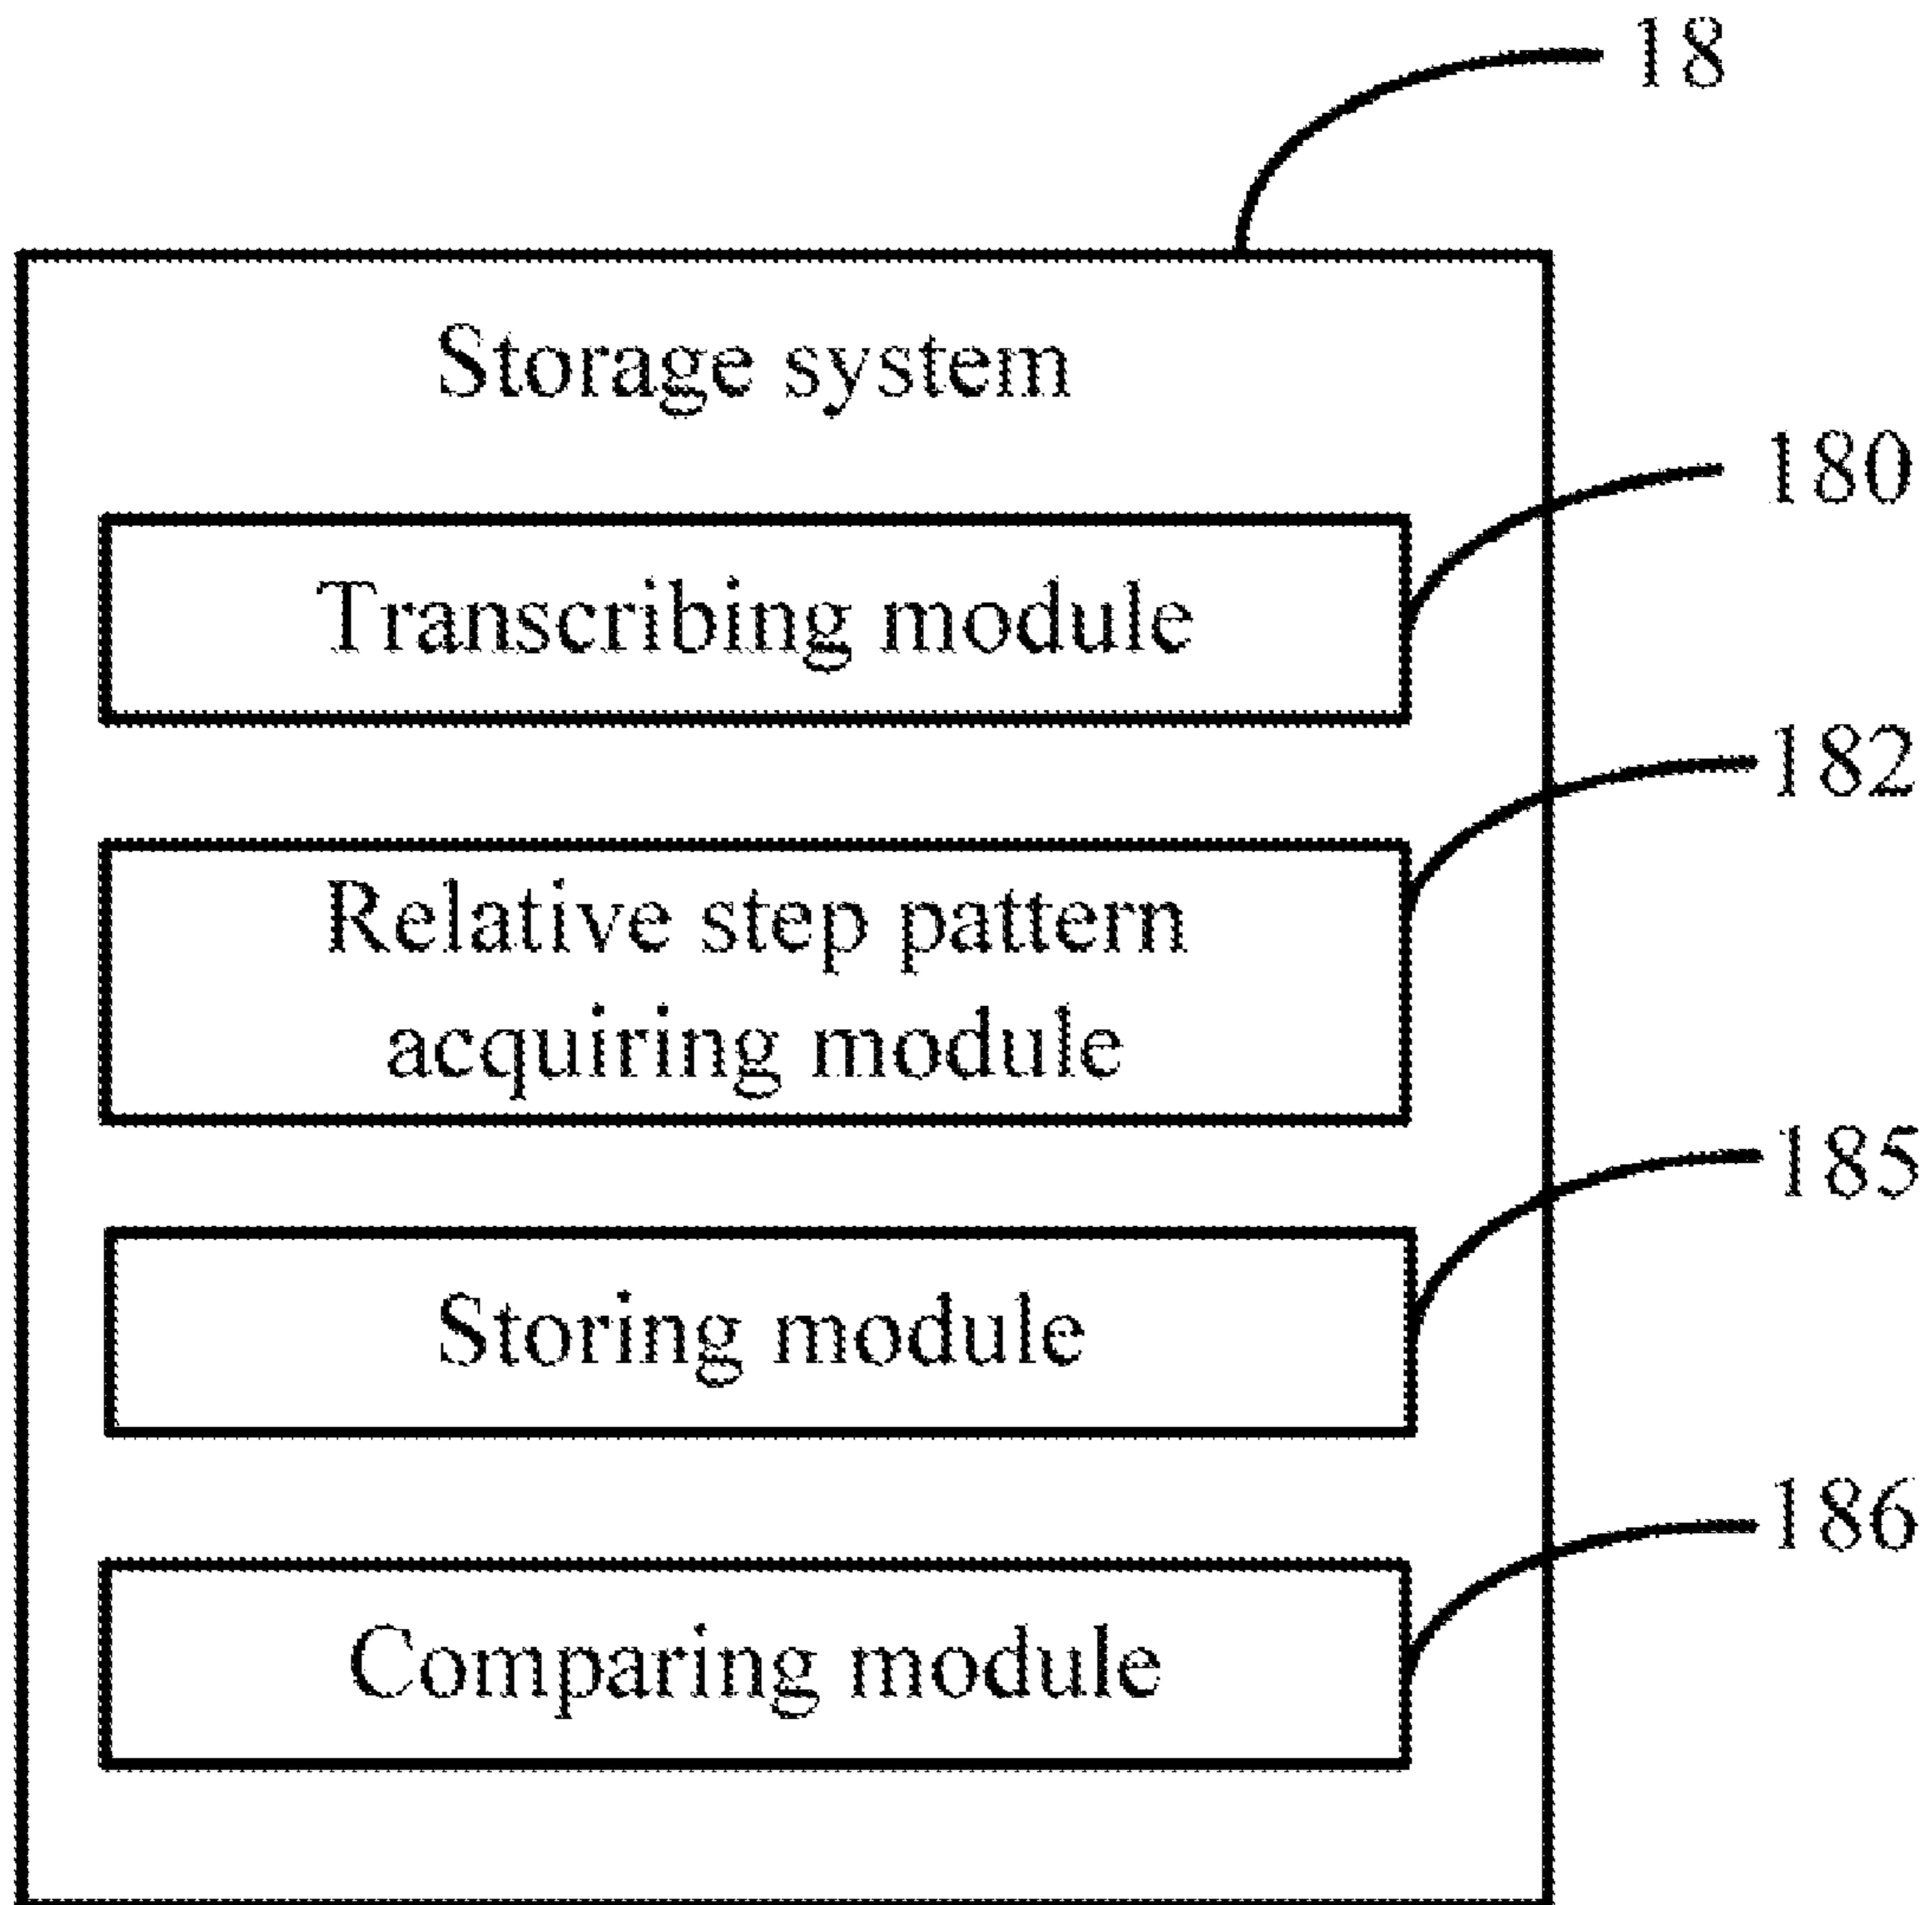 18
Storage system
180
Transcribing module
182
Relative step pattern
acquiring module
185
Storing module
186
Comparing module